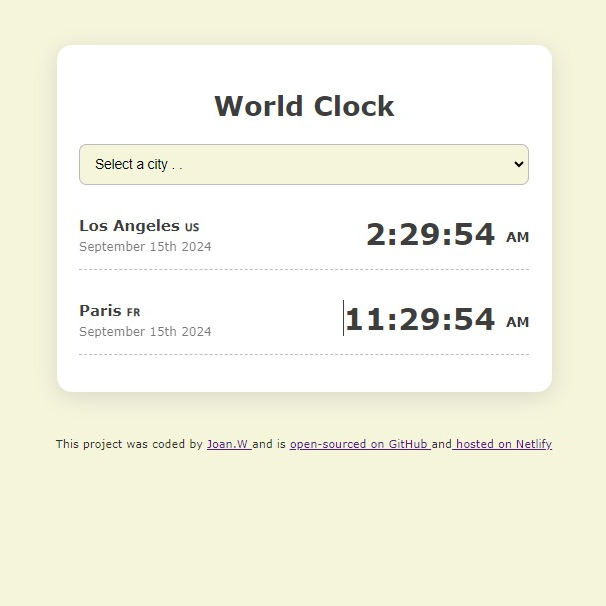 World Clock
Select a city . .
Los Angeles US
September 15th 2024
2:29:54 AM
Paris FR
September 15th 2024
11:29:54 AM
This project was coded by Joan.W and is open-sourced on GitHub and hosted on Netlify